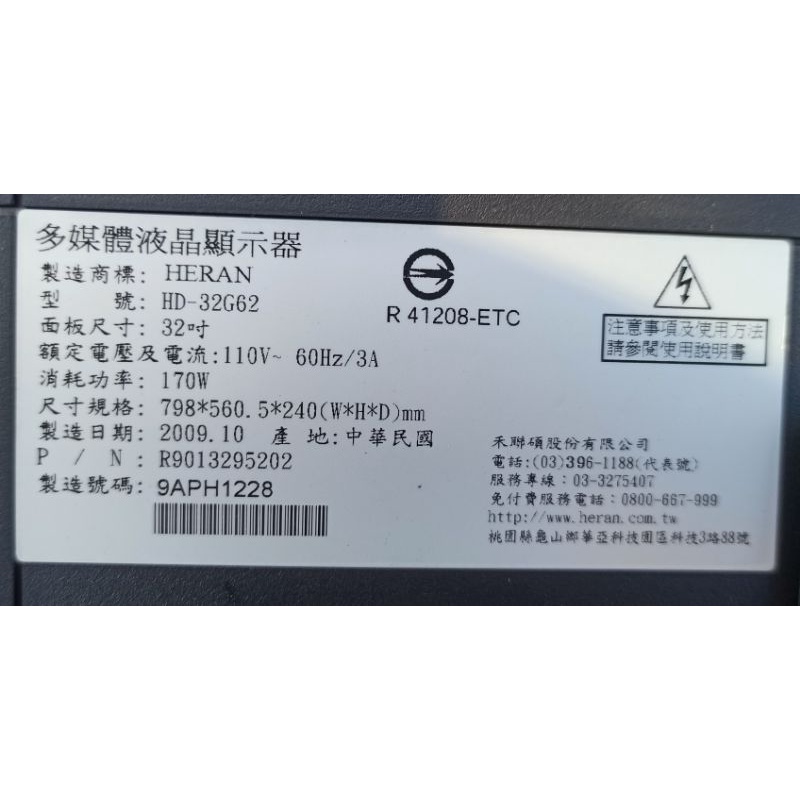 多媒體液晶顯示器
製造商標: HERAN
型 號: HD-32G62
面板尺寸: 32吋
額定電壓及電流:110V~ 60Hz/3A
消耗功率: 170W
尺寸規格: 798*560.5*240(W*H*D)mm
製造日期: 2009.10 產 地:中華民國
P / N : R9013295202
製造號碼: 9APH1228
R 41208-ETC
注意事項及使用方法
請參閱使用說明書
禾聯碩股份有限公司
電話:(03)396-1188(代表號)
服務專線: 03-3275407
免付費服務電話: 0800-667-999
http://www.heran.com.tw
桃園縣龜山鄉華亞科技園區科技3路88號